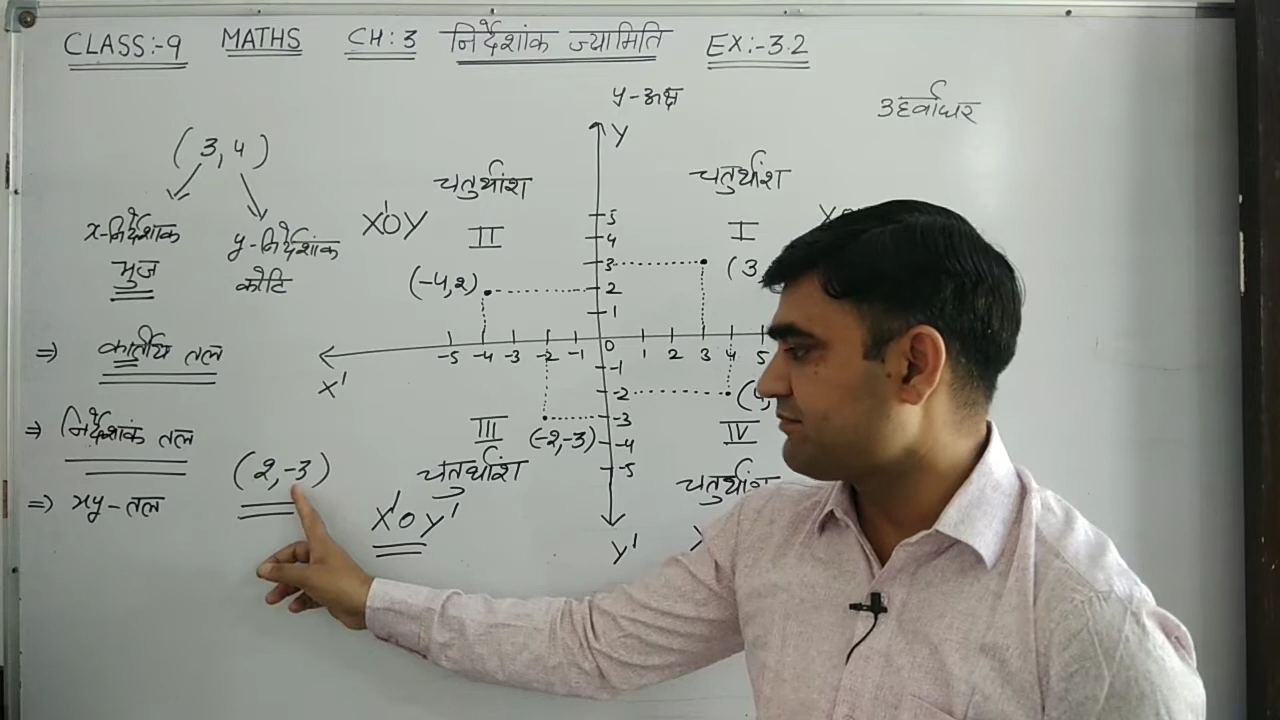 CLASS:-9 MATHS CH:3 निर्देशांक ज्यामिति EX:-3.2
y-अक्ष
Y
(3,4)
x-निर्देशांक y-निर्देशांक
भुज कोटि
⇒ कार्तीय तल
⇒ निर्देशांक तल
⇒ xy-तल
(2,-3)
चतुर्थांश
II
X'OY
(-4,2)
चतुर्थांश
I
(3,
5
4
3
2
1
-5 -4 -3 -2 -1 0 1 2 3 4 5
X'
-1
-2
-3
-4
-5
III
(-2,-3)
चतुर्थांश
X'OY'
(4,
IV
चतुर्थांश
Y'